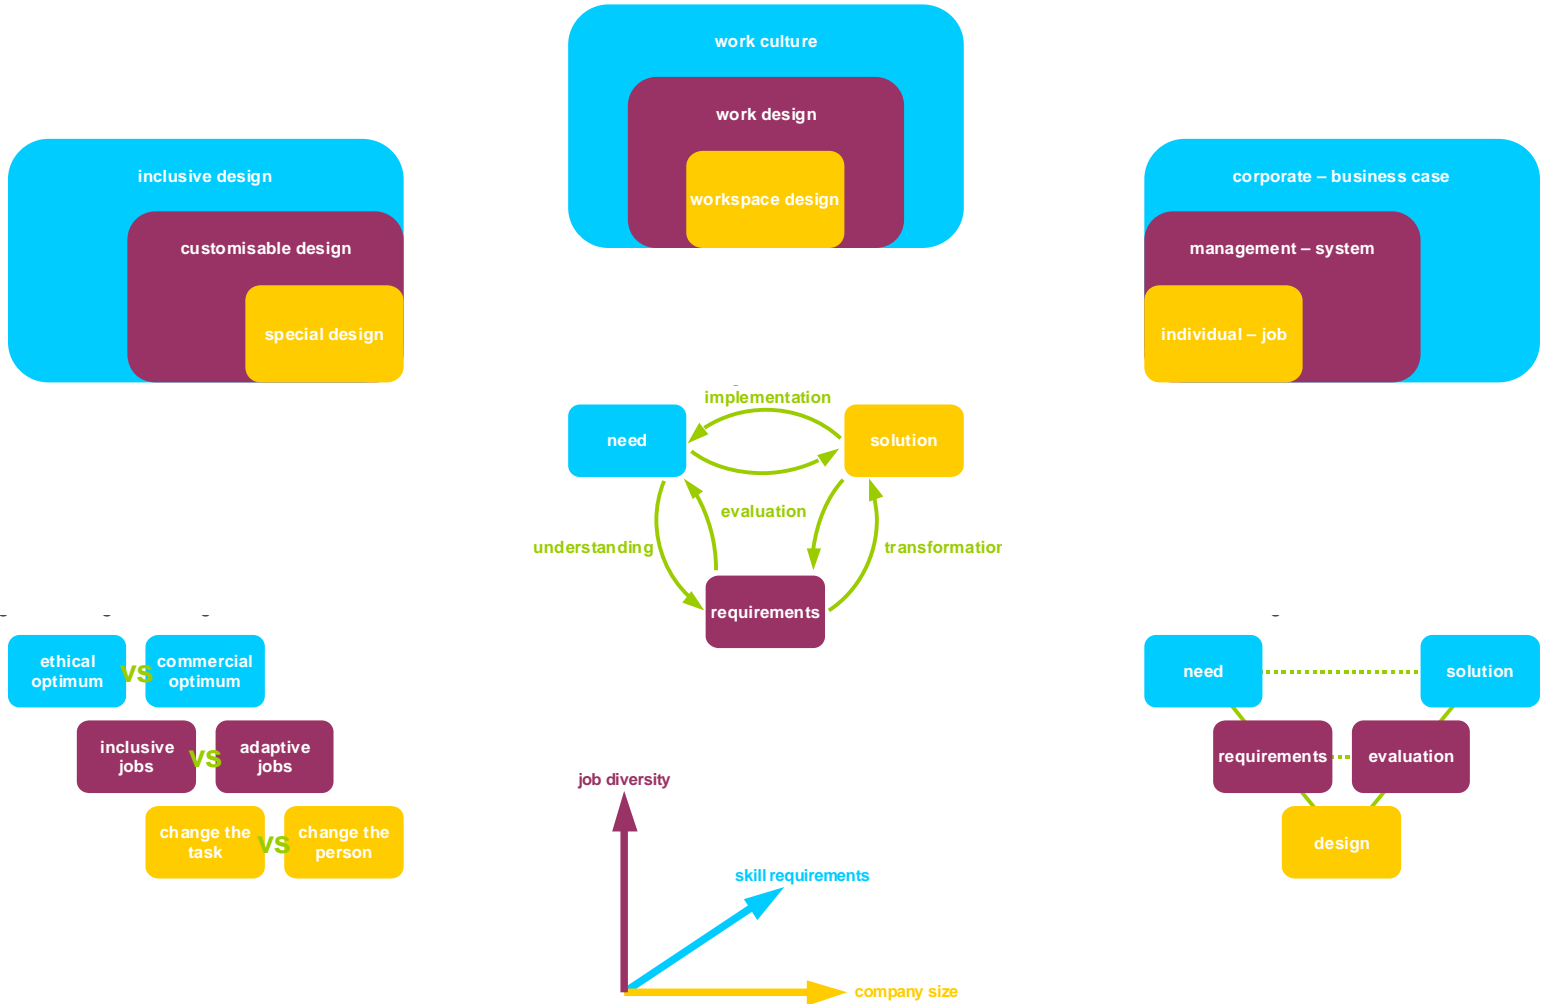 work culture
work design
workspace design
inclusive design
customisable design
special design
corporate – business case
management – system
individual – job
implementation
need
solution
evaluation
understanding
transformation
requirements
ethical
optimum
vs
commercial
optimum
inclusive
jobs
vs
adaptive
jobs
change the
task
vs
change the
person
need
solution
requirements
evaluation
design
job diversity
skill requirements
company size